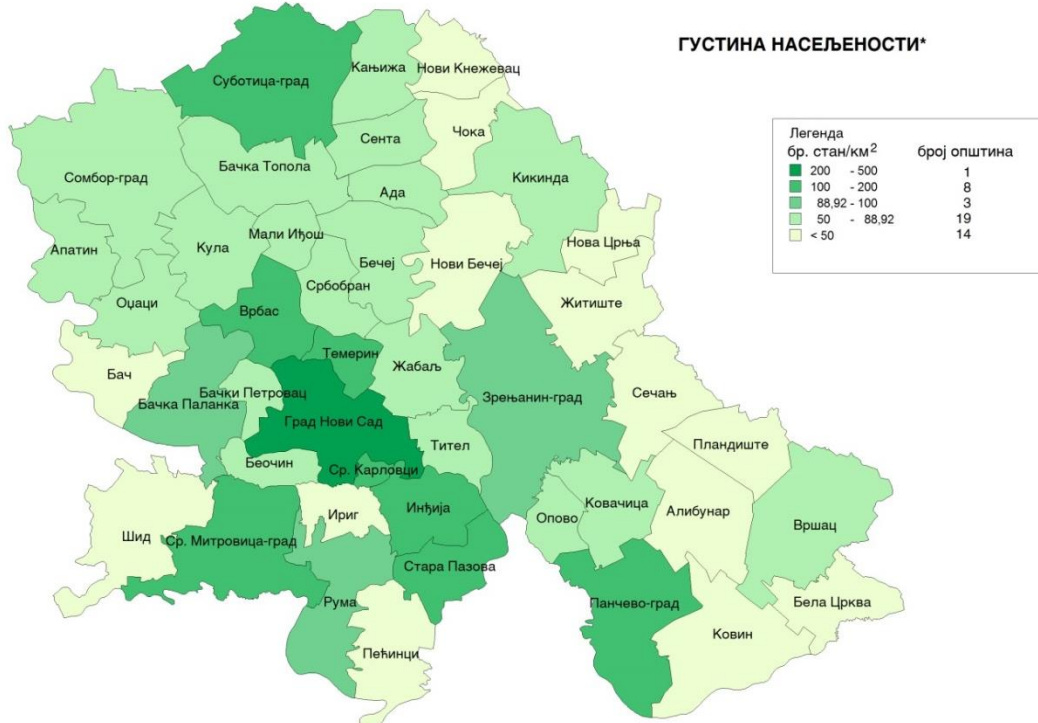 ГУСТИНА НАСЕЉЕНОСТИ*
Легенда
бр. стан/км² број општина
200 - 500 1
100 - 200 8
88,92 - 100 3
50 - 88,92 19
< 50 14
Суботица-град
Кањижа
Нови Кнежевац
Чока
Сента
Бачка Топола
Сомбор-град
Ада
Кикинда
Апатин
Кула
Мали Иђош
Бечеј
Нови Бечеј
Нова Црња
Србобран
Житиште
Оџаци
Врбас
Темерин
Жабаљ
Бач
Бачки Петровац
Бачка Паланка
Зрењанин-град
Сечањ
Град Нови Сад
Тител
Пландиште
Беочин
Ср. Карловци
Ковачица
Инђија
Ириг
Опово
Алибунар
Вршац
Шид
Ср. Митровица-град
Стара Пазова
Рума
Панчево-град
Бела Црква
Ковин
Пећинци